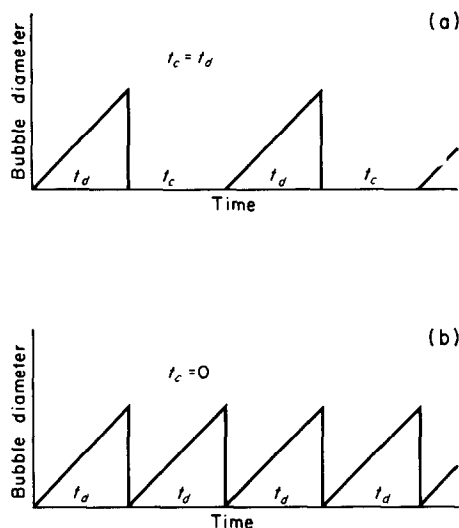 (a)
t_c = t_d
Bubble diameter
t_d t_c t_d t_c
Time
(b)
t_c = 0
Bubble diameter
t_d t_d t_d t_d
Time